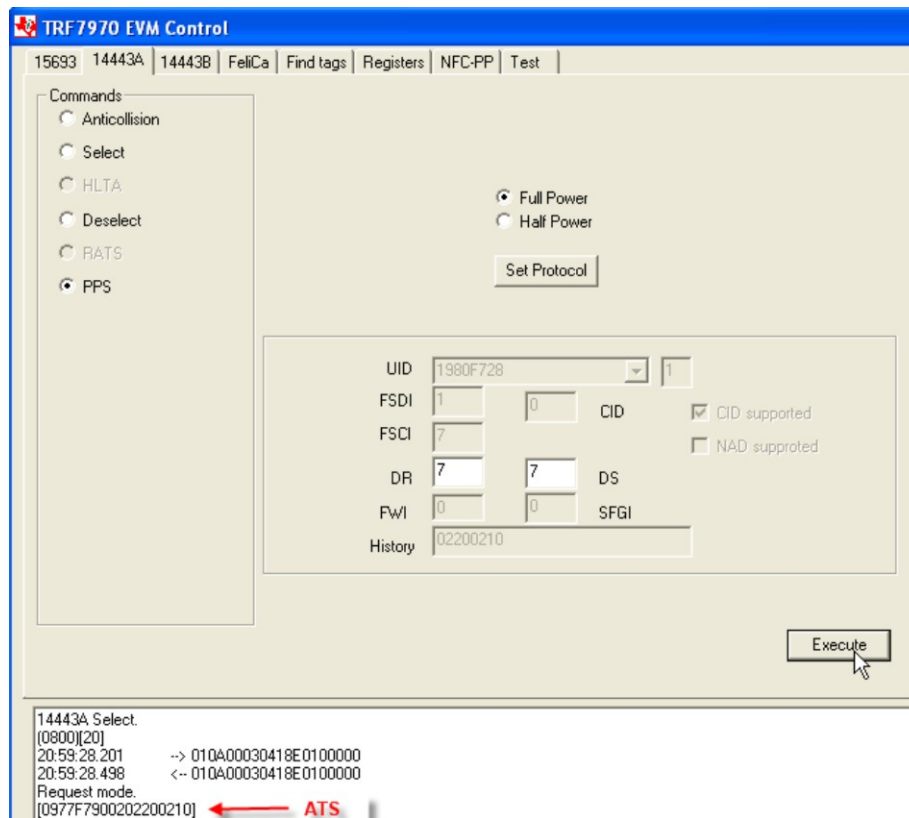 TRF7970 EVM Control
15693 14443A 14443B FeliCa Find tags Registers NFC-PP Test
Commands
Anticollision
Select
HLTA
Deselect
RATS
PPS
Full Power
Half Power
Set Protocol
UID 1980F728 1
FSDI 1 0 CID CID supported
FSCI 7 NAD supproted
DR 7 7 DS
FWI 0 0 SFGI
History 02200210
Execute
14443A Select.
(0800)[20]
20:59:28.201 --> 010A00030418E0100000
20:59:28.498 <-- 010A00030418E0100000
Request mode.
[0977F7900202200210] ATS